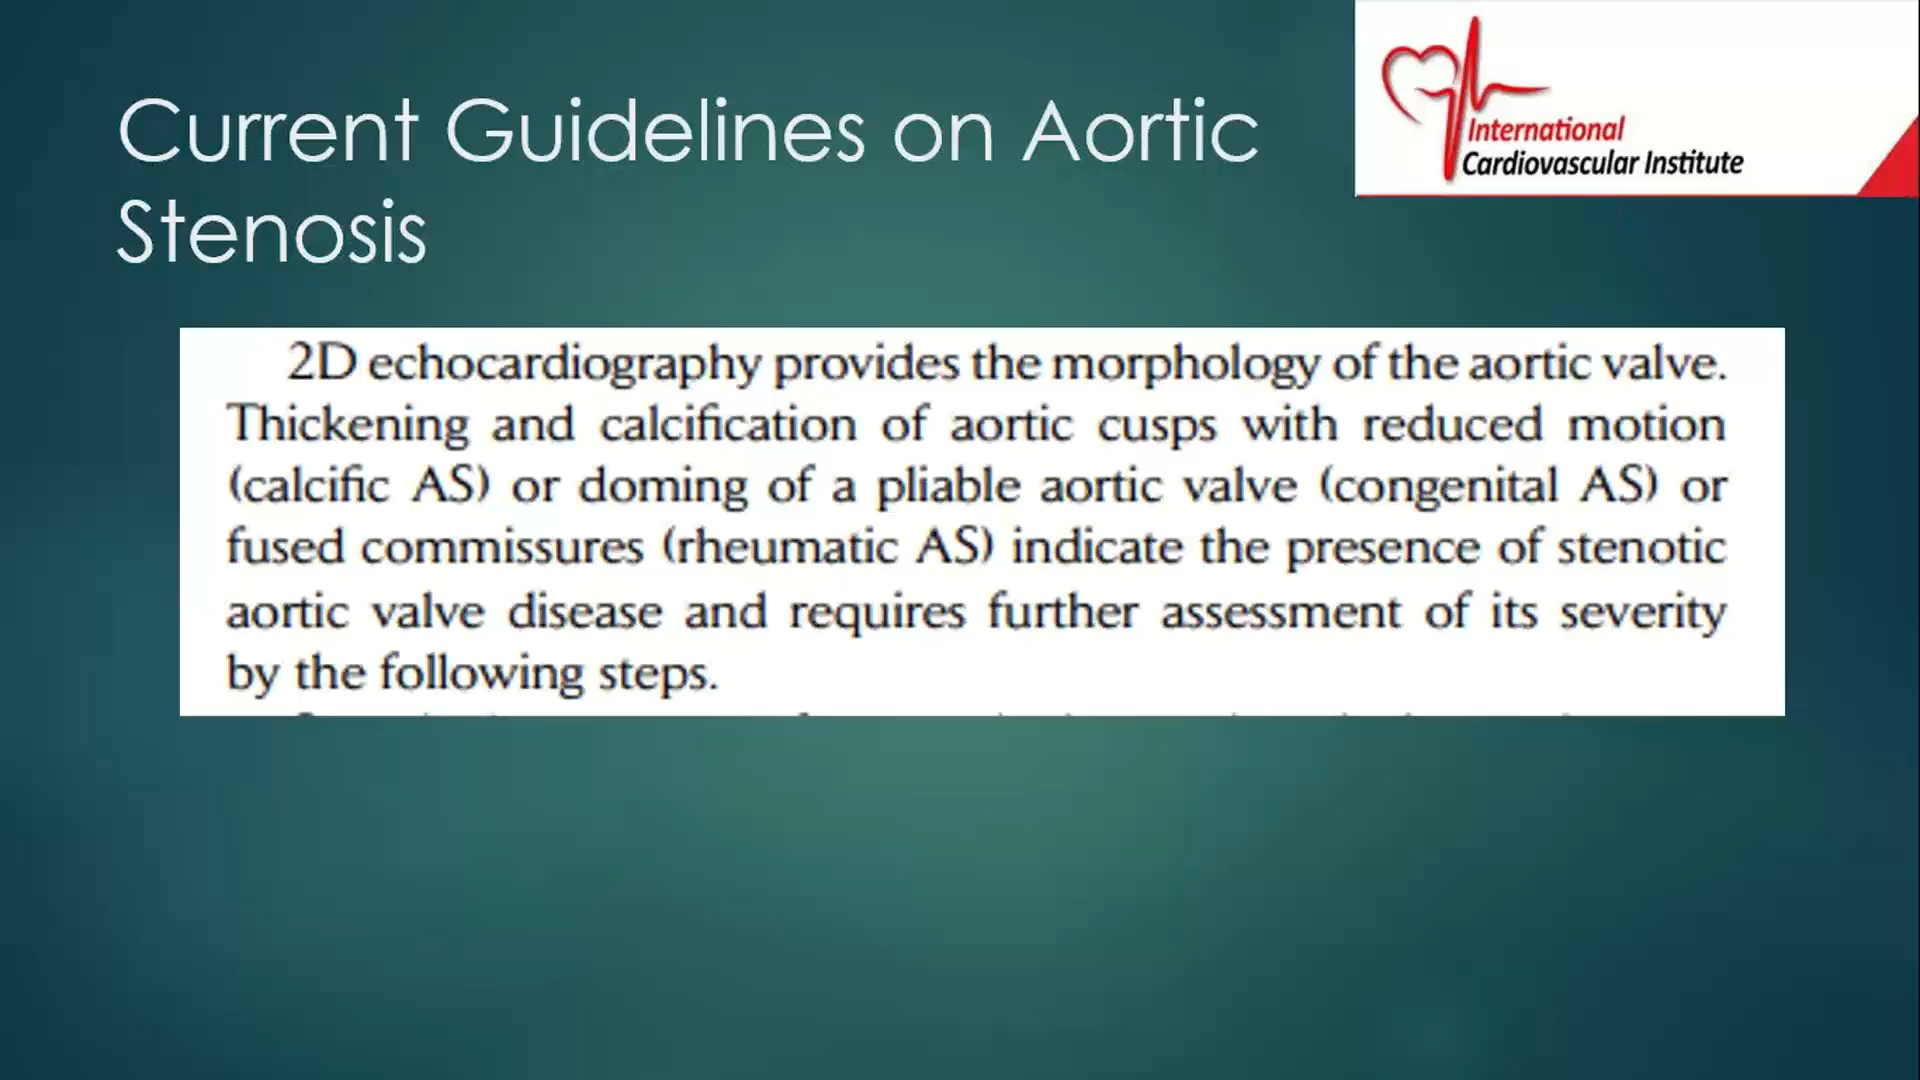 Current Guidelines on Aortic
Stenosis
International
Cardiovascular Institute
2D echocardiography provides the morphology of the aortic valve.
Thickening and calcification of aortic cusps with reduced motion
(calcific AS) or doming of a pliable aortic valve (congenital AS) or
fused commissures (rheumatic AS) indicate the presence of stenotic
aortic valve disease and requires further assessment of its severity
by the following steps.